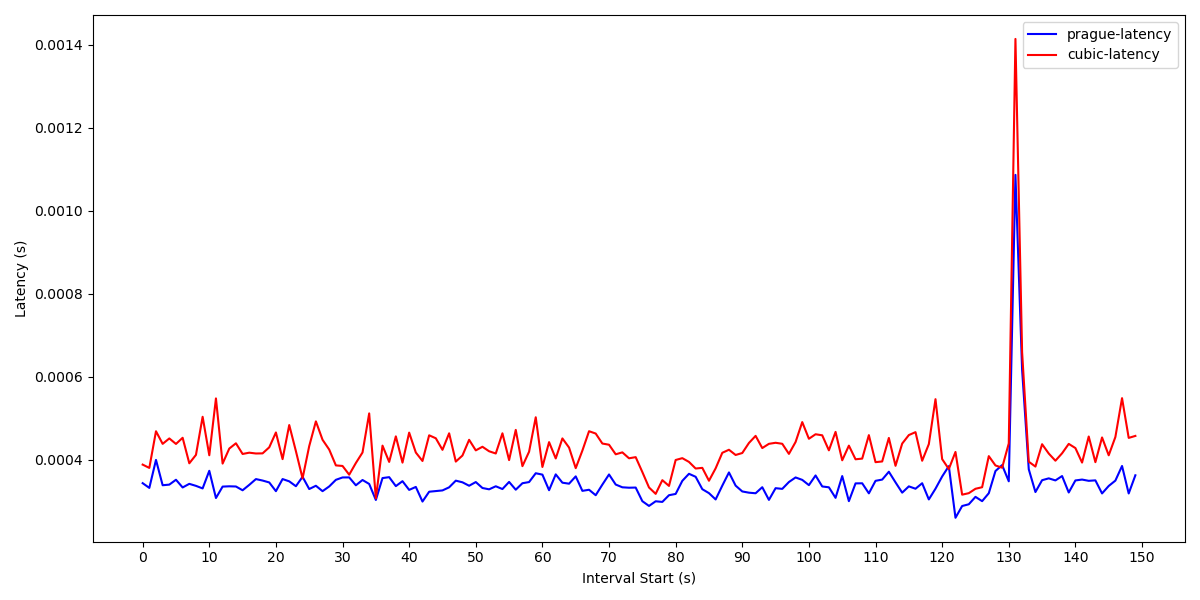 prague-latency
cubic-latency
0.0014
0.0012
0.0010
0.0008
0.0006
0.0004
Latency (s)
0 10 20 30 40 50 60 70 80 90 100 110 120 130 140 150
Interval Start (s)